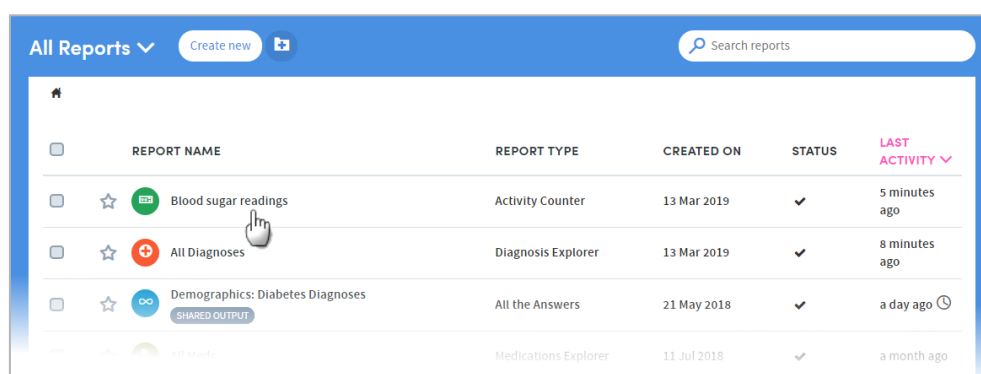 All Reports Create new Search reports
REPORT NAME REPORT TYPE CREATED ON STATUS LAST
ACTIVITY
Blood sugar readings Activity Counter 13 Mar 2019 5 minutes
ago
All Diagnoses Diagnosis Explorer 13 Mar 2019 8 minutes
ago
Demographics: Diabetes Diagnoses All the Answers 21 May 2018 a day ago
SHARED OUTPUT
All Meds Medications Explorer 11 Jul 2018 a month ago